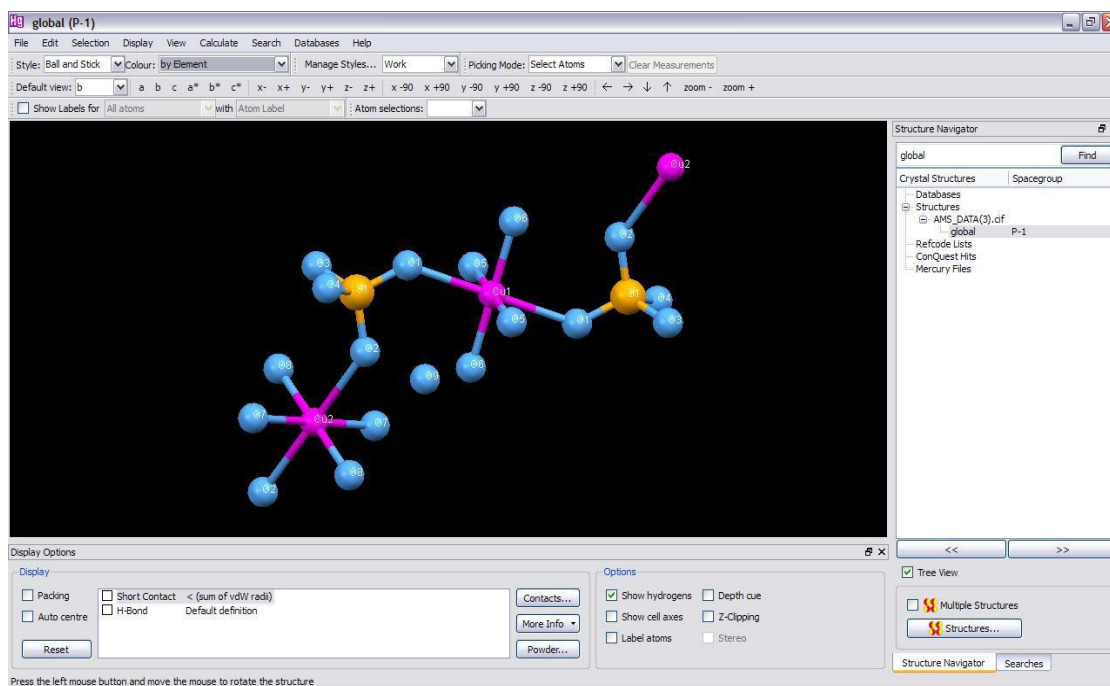 Hg global (P-1)
File Edit Selection Display View Calculate Search Databases Help
Style: Ball and Stick Colour: by Element Manage Styles... Work Picking Mode: Select Atoms Clear Measurements
Default view: b a b c a* b* c* x- x+ y- y+ z- z+ x -90 x +90 y -90 y +90 z -90 z +90 ← → ↓ ↑ zoom - zoom +
Show Labels for All atoms with Atom Label Atom selections:
Structure Navigator
global Find
Crystal Structures Spacegroup
Databases
Structures
AMS_DATA(3).cif
global P-1
Refcode Lists
ConQuest Hits
Mercury Files
Cu2
O6
O2
O3 O1 O5
O4 S1 Cu1 S1 O4
O5 O1 O3
O2
O8 O9 O6
O7 Cu2 O7
O8
O2
<< >>
Tree View
Multiple Structures
Structures...
Structure Navigator Searches
Display Options
Display
Packing
Auto centre
Reset
Short Contact < (sum of vdW radii)
H-Bond Default definition
Contacts...
More Info
Powder...
Options
Show hydrogens Depth cue
Show cell axes Z-Clipping
Label atoms Stereo
Press the left mouse button and move the mouse to rotate the structure